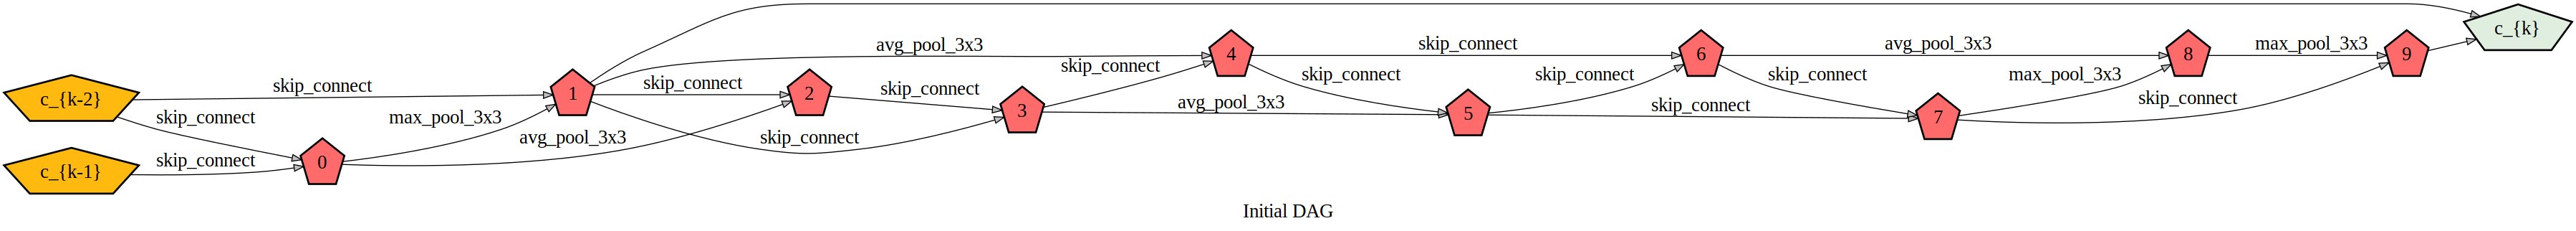 c_{k-2}
c_{k-1}
skip_connect
skip_connect
skip_connect
0
max_pool_3x3
avg_pool_3x3
1
avg_pool_3x3
skip_connect
skip_connect
2
skip_connect
3
skip_connect
avg_pool_3x3
4
skip_connect
skip_connect
5
skip_connect
skip_connect
6
avg_pool_3x3
skip_connect
7
max_pool_3x3
skip_connect
8
max_pool_3x3
9
c_{k}
Initial DAG